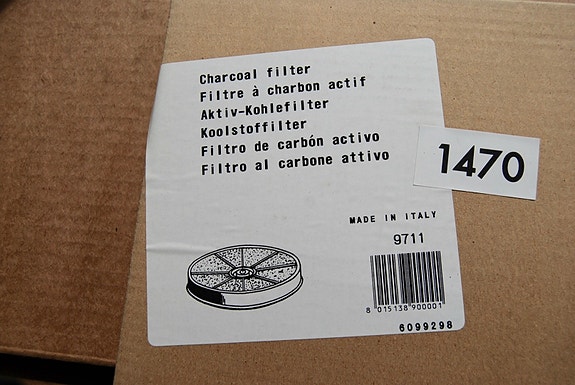 Charcoal filter
Filtre à charbon actif
Aktiv-Kohlefilter
Koolstoffilter
Filtro de carbón activo
Filtro al carbone attivo
1470
MADE IN ITALY
9711
8 015138 900001
6099298